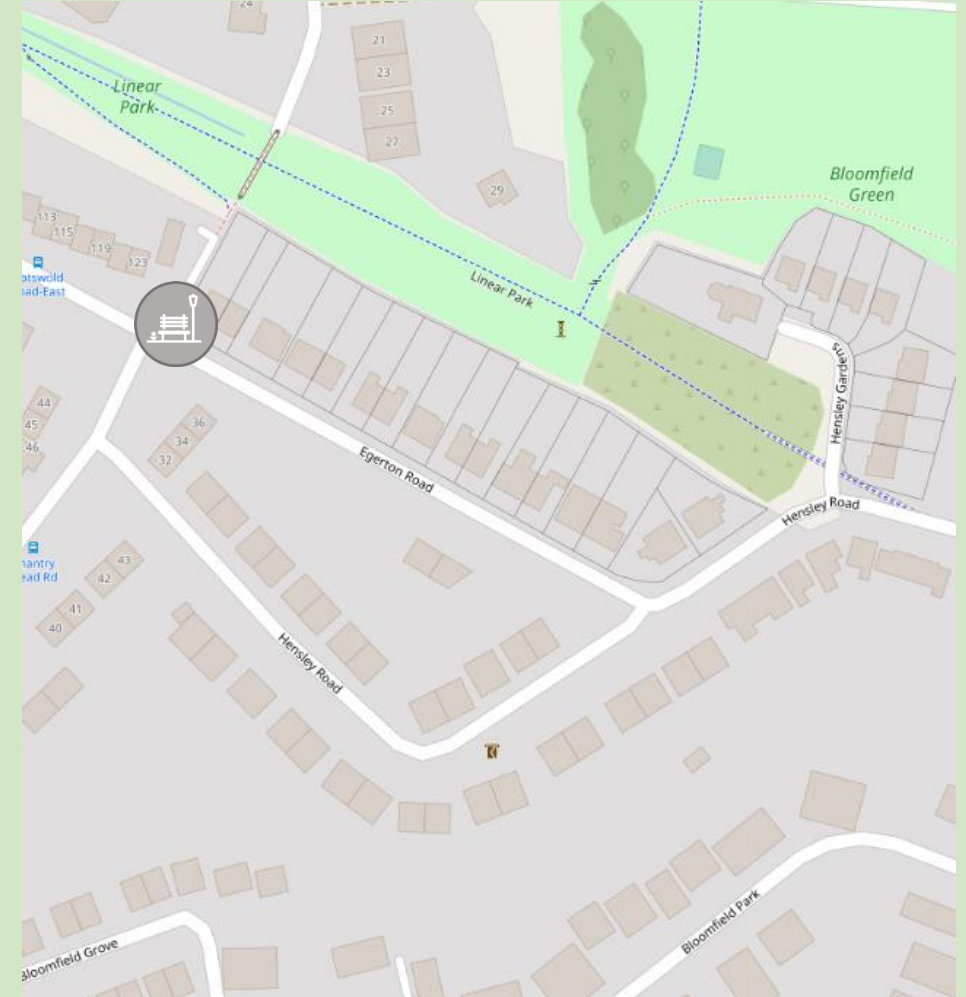 24
21
23
25
27
29
Linear
Park
Bloomfield
Green
113
115
119
123
Linear Park
Hensley Gardens
44
45
46
36
34
32
Egerton Road
Hensley Road
43
42
41
40
Hensley Road
Bloomfield Park
Bloomfield Grove